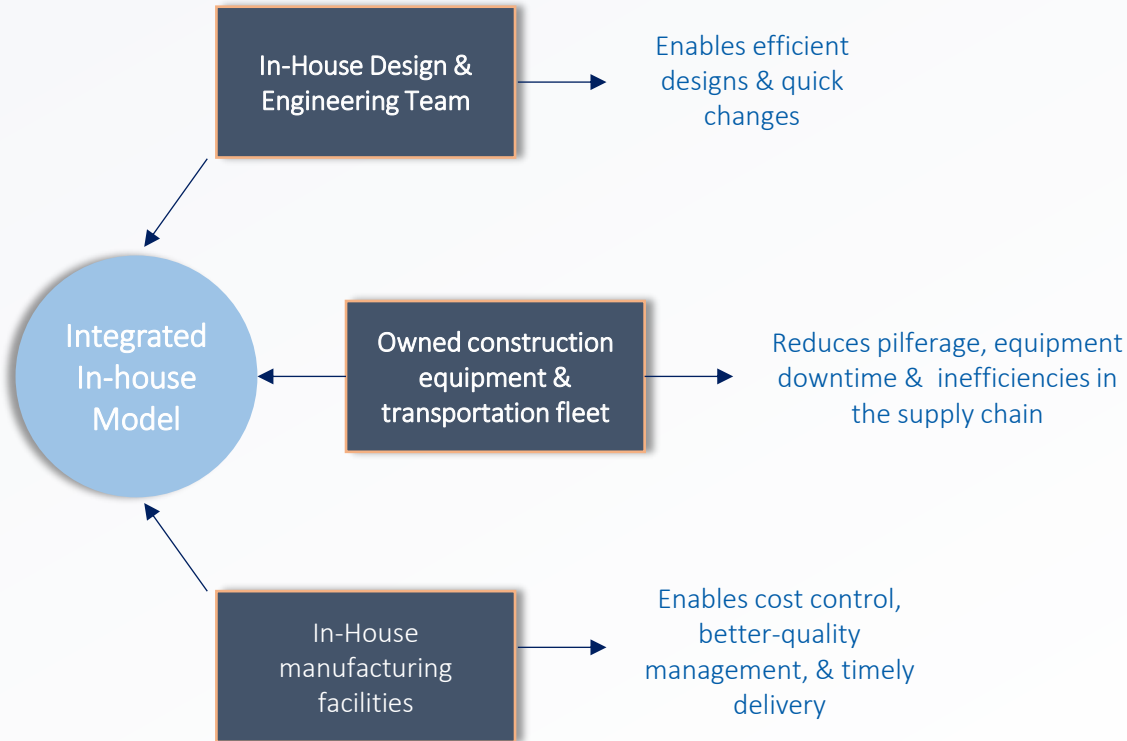 In-House Design &
Engineering Team
Enables efficient
designs & quick
changes
Integrated
In-house
Model
Owned construction
equipment &
transportation fleet
Reduces pilferage, equipment
downtime & inefficiencies in
the supply chain
In-House
manufacturing
facilities
Enables cost control,
better-quality
management, & timely
delivery